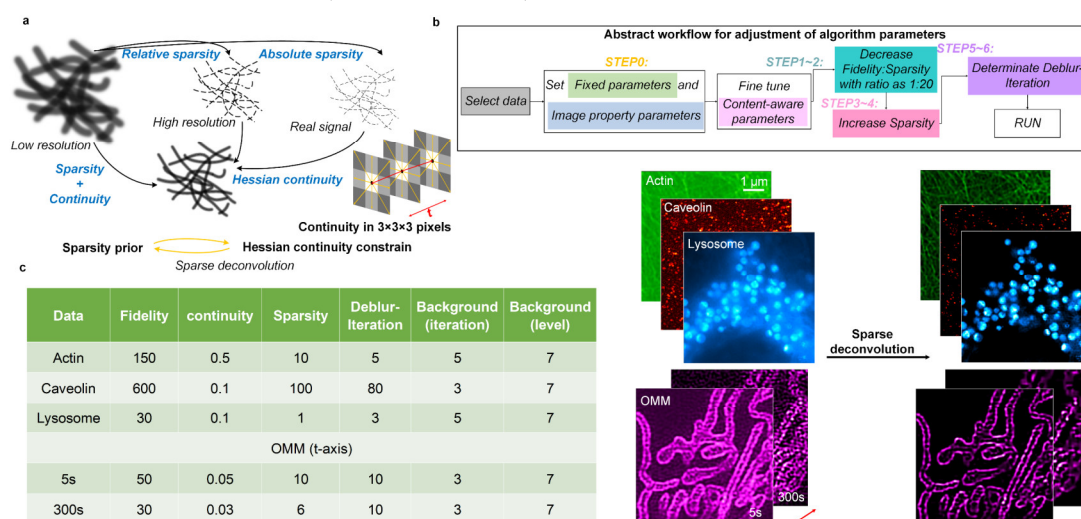 a
Relative sparsity
Absolute sparsity
Low resolution
High resolution
Real signal
Sparsity
+
Continuity
Hessian continuity
t
Continuity in 3×3×3 pixels
Sparsity prior
Hessian continuity constrain
Sparse deconvolution
b
Abstract workflow for adjustment of algorithm parameters
Select data
STEP0:
Set Fixed parameters and
Image property parameters
STEP1~2:
Fine tune
Content-aware
parameters
Decrease
Fidelity:Sparsity
with ratio as 1:20
STEP3~4:
Increase Sparsity
STEP5~6:
Determinate Deblur-
Iteration
RUN
Actin
1 μm
Caveolin
Lysosome
Sparse
deconvolution
OMM
300s
5s
c
Data Fidelity continuity Sparsity Deblur-Iteration Background (iteration) Background (level)
Actin 150 0.5 10 5 5 7
Caveolin 600 0.1 100 80 3 7
Lysosome 30 0.1 1 3 5 7
OMM (t-axis)
5s 50 0.05 10 10 3 7
300s 30 0.03 6 10 3 7